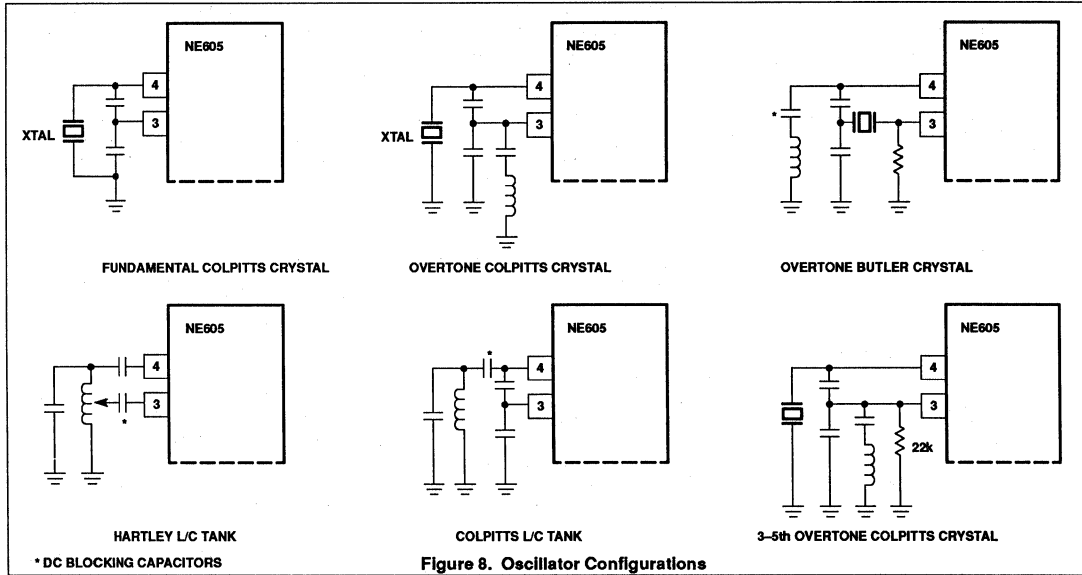 NE605
4
3
XTAL
FUNDAMENTAL COLPITTS CRYSTAL
NE605
4
3
XTAL
OVERTONE COLPITTS CRYSTAL
NE605
4
3
*
OVERTONE BUTLER CRYSTAL
NE605
4
3
*
HARTLEY L/C TANK
NE605
*
4
3
COLPITTS L/C TANK
NE605
4
3
22k
3–5th OVERTONE COLPITTS CRYSTAL
* DC BLOCKING CAPACITORS
Figure 8. Oscillator Configurations